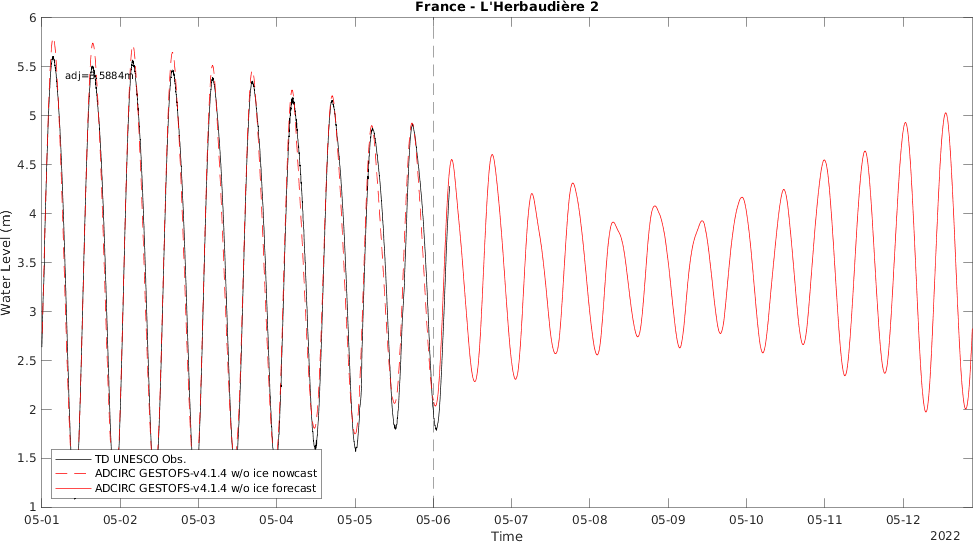 France - L'Herbaudière 2
6
5.5
5
4.5
4
3.5
3
2.5
2
1.5
1
Water Level (m)
TD UNESCO Obs.
ADCIRC GESTOFS-v4.1.4 w/o ice nowcast
ADCIRC GESTOFS-v4.1.4 w/o ice forecast
05-01 05-02 05-03 05-04 05-05 05-06 05-07 05-08 05-09 05-10 05-11 05-12
Time
2022